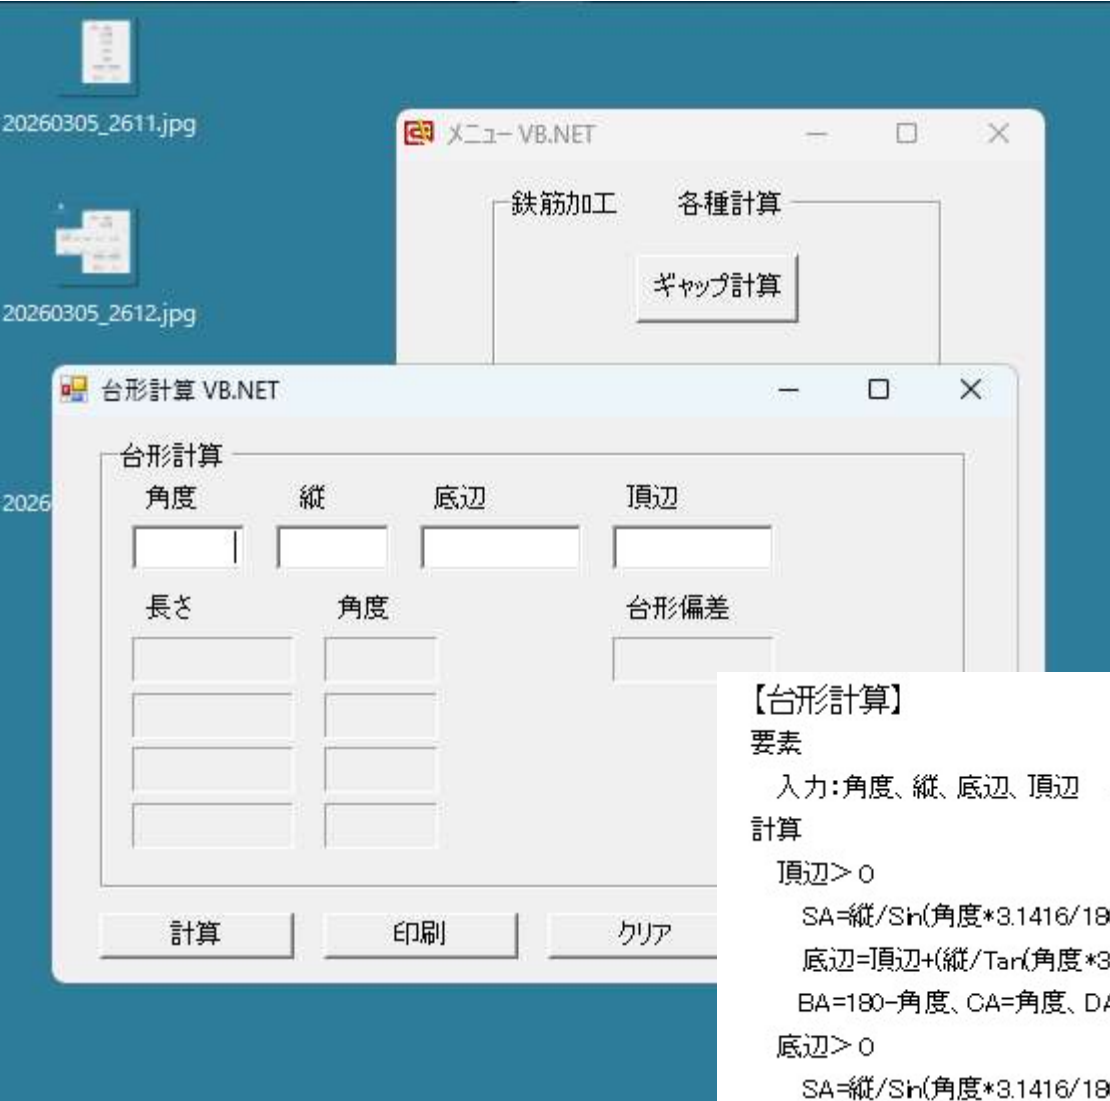 20260305_2611.jpg
20260305_2612.jpg
2026
メニュー VB.NET
鉄筋加工 各種計算
ギャップ計算
台形計算 VB.NET
台形計算
角度 縦 底辺 頂辺
長さ 角度 台形偏差
計算 印刷 クリア
【台形計算】
要素
入力:角度、縦、底辺、頂辺
計算
頂辺>0
SA=縦/Sin(角度*3.1416/18
底辺=頂辺+(縦/Tan(角度*3
BA=180-角度、CA=角度、DA
底辺>0
SA=縦/Sin(角度*3.1416/18